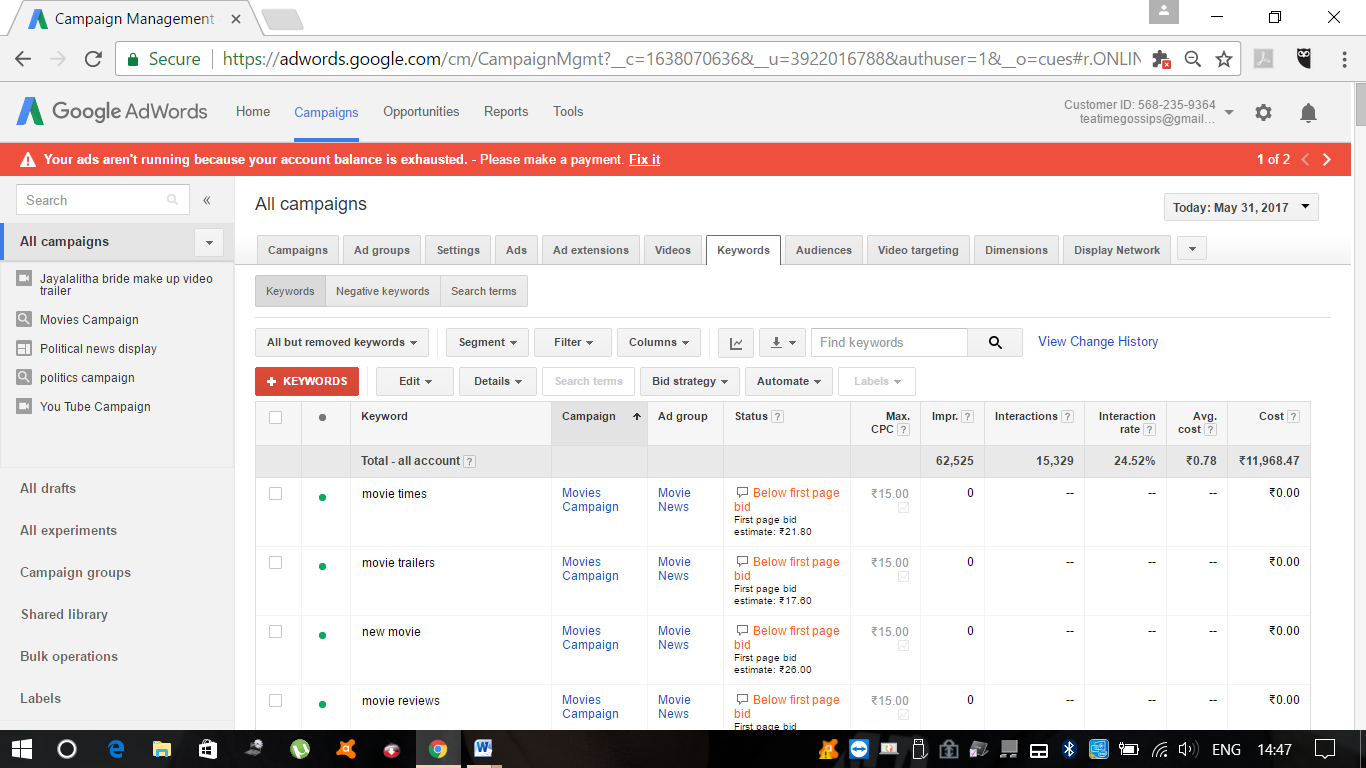 Campaign Management
Secure https://adwords.google.com/cm/CampaignMgmt?__c=1638070636&__u=3922016788&authuser=1&__o=cues#r.ONLIN
Google AdWords Home Campaigns Opportunities Reports Tools
Customer ID: 568-235-9364
teatimegossips@gmail...
Your ads aren't running because your account balance is exhausted. - Please make a payment. Fix it 1 of 2
Search «
All campaigns
Today: May 31, 2017
All campaigns
Campaigns Ad groups Settings Ads Ad extensions Videos Keywords Audiences Video targeting Dimensions Display Network
Jayalalitha bride make up video
trailer
Movies Campaign
Political news display
politics campaign
You Tube Campaign
All drafts
All experiments
Campaign groups
Shared library
Bulk operations
Labels
Keywords Negative keywords Search terms
All but removed keywords Segment Filter Columns Find keywords View Change History
+ KEYWORDS Edit Details Search terms Bid strategy Automate Labels
Keyword Campaign Ad group Status ? Max. CPC ? Impr. ? Interactions ? Interaction rate ? Avg. cost ? Cost ?
Total - all account ? 62,525 15,329 24.52% ₹0.78 ₹11,968.47
movie times Movies Movie Below first page ₹15.00 0 -- -- -- ₹0.00
Campaign News bid
First page bid
estimate: ₹21.80
movie trailers Movies Movie Below first page ₹15.00 0 -- -- -- ₹0.00
Campaign News bid
First page bid
estimate: ₹17.60
new movie Movies Movie Below first page ₹15.00 0 -- -- -- ₹0.00
Campaign News bid
First page bid
estimate: ₹26.00
movie reviews Movies Movie Below first page ₹15.00 0 -- -- -- ₹0.00
Campaign News bid
First page bid
ENG 14:47